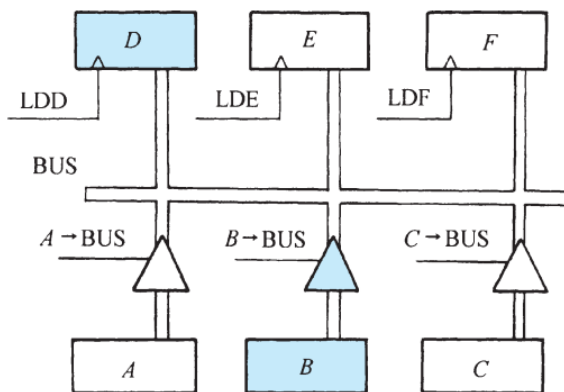 D E F
LDD LDE LDF
BUS
A → BUS B → BUS C → BUS
A B C